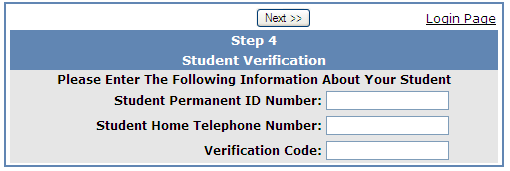 Next >> Login Page
Step 4
Student Verification
Please Enter The Following Information About Your Student
Student Permanent ID Number:
Student Home Telephone Number:
Verification Code: